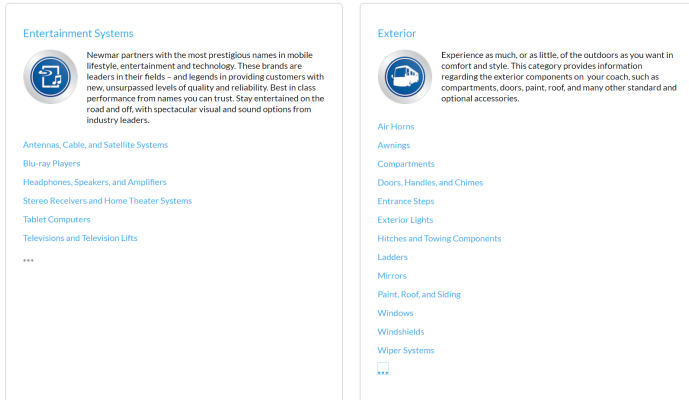 Entertainment Systems
Newmar partners with the most prestigious names in mobile
lifestyle, entertainment and technology. These brands are
leaders in their fields – and legends in providing customers with
new, unsurpassed levels of quality and reliability. Best in class
performance from names you can trust. Stay entertained on the
road and off, with spectacular visual and sound options from
industry leaders.
Antennas, Cable, and Satellite Systems
Blu-ray Players
Headphones, Speakers, and Amplifiers
Stereo Receivers and Home Theater Systems
Tablet Computers
Televisions and Television Lifts
•••
Exterior
Experience as much, or as little, of the outdoors as you want in
comfort and style. This category provides information
regarding the exterior components on your coach, such as
compartments, doors, paint, roof, and many other standard and
optional accessories.
Air Horns
Awnings
Compartments
Doors, Handles, and Chimes
Entrance Steps
Exterior Lights
Hitches and Towing Components
Ladders
Mirrors
Paint, Roof, and Siding
Windows
Windshields
Wiper Systems
•••